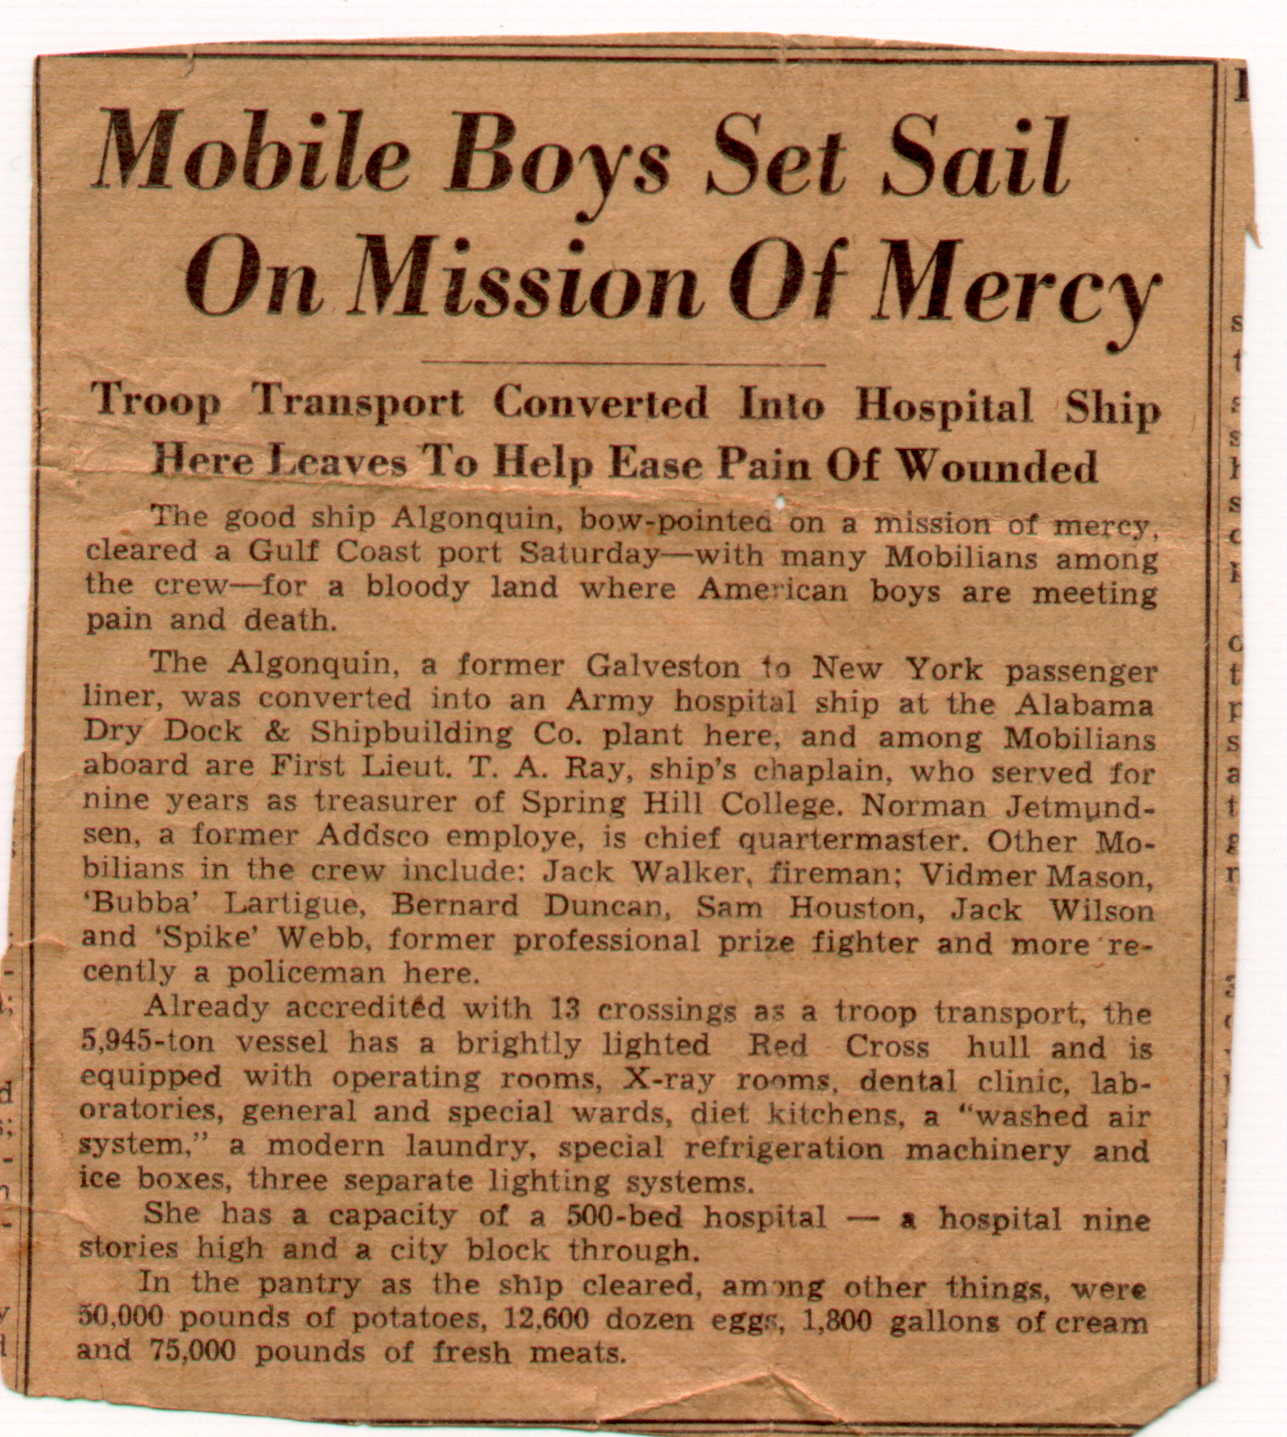 Mobile Boys Set Sail
On Mission Of Mercy
Troop Transport Converted Into Hospital Ship
Here Leaves To Help Ease Pain Of Wounded
The good ship Algonquin, bow-pointed on a mission of mercy,
cleared a Gulf Coast port Saturday—with many Mobilians among
the crew—for a bloody land where American boys are meeting
pain and death.
The Algonquin, a former Galveston to New York passenger
liner, was converted into an Army hospital ship at the Alabama
Dry Dock & Shipbuilding Co. plant here, and among Mobilians
aboard are First Lieut. T. A. Ray, ship's chaplain, who served for
nine years as treasurer of Spring Hill College. Norman Jetmund-
sen, a former Addsco employe, is chief quartermaster. Other Mo-
bilians in the crew include: Jack Walker, fireman; Vidmer Mason,
'Bubba' Lartigue, Bernard Duncan, Sam Houston, Jack Wilson
and 'Spike' Webb, former professional prize fighter and more re-
cently a policeman here.
Already accredited with 13 crossings as a troop transport, the
5,945-ton vessel has a brightly lighted Red Cross hull and is
equipped with operating rooms, X-ray rooms, dental clinic, lab-
oratories, general and special wards, diet kitchens, a "washed air
system," a modern laundry, special refrigeration machinery and
ice boxes, three separate lighting systems.
She has a capacity of a 500-bed hospital — a hospital nine
stories high and a city block through.
In the pantry as the ship cleared, among other things, were
50,000 pounds of potatoes, 12,600 dozen eggs, 1,800 gallons of cream
and 75,000 pounds of fresh meats.